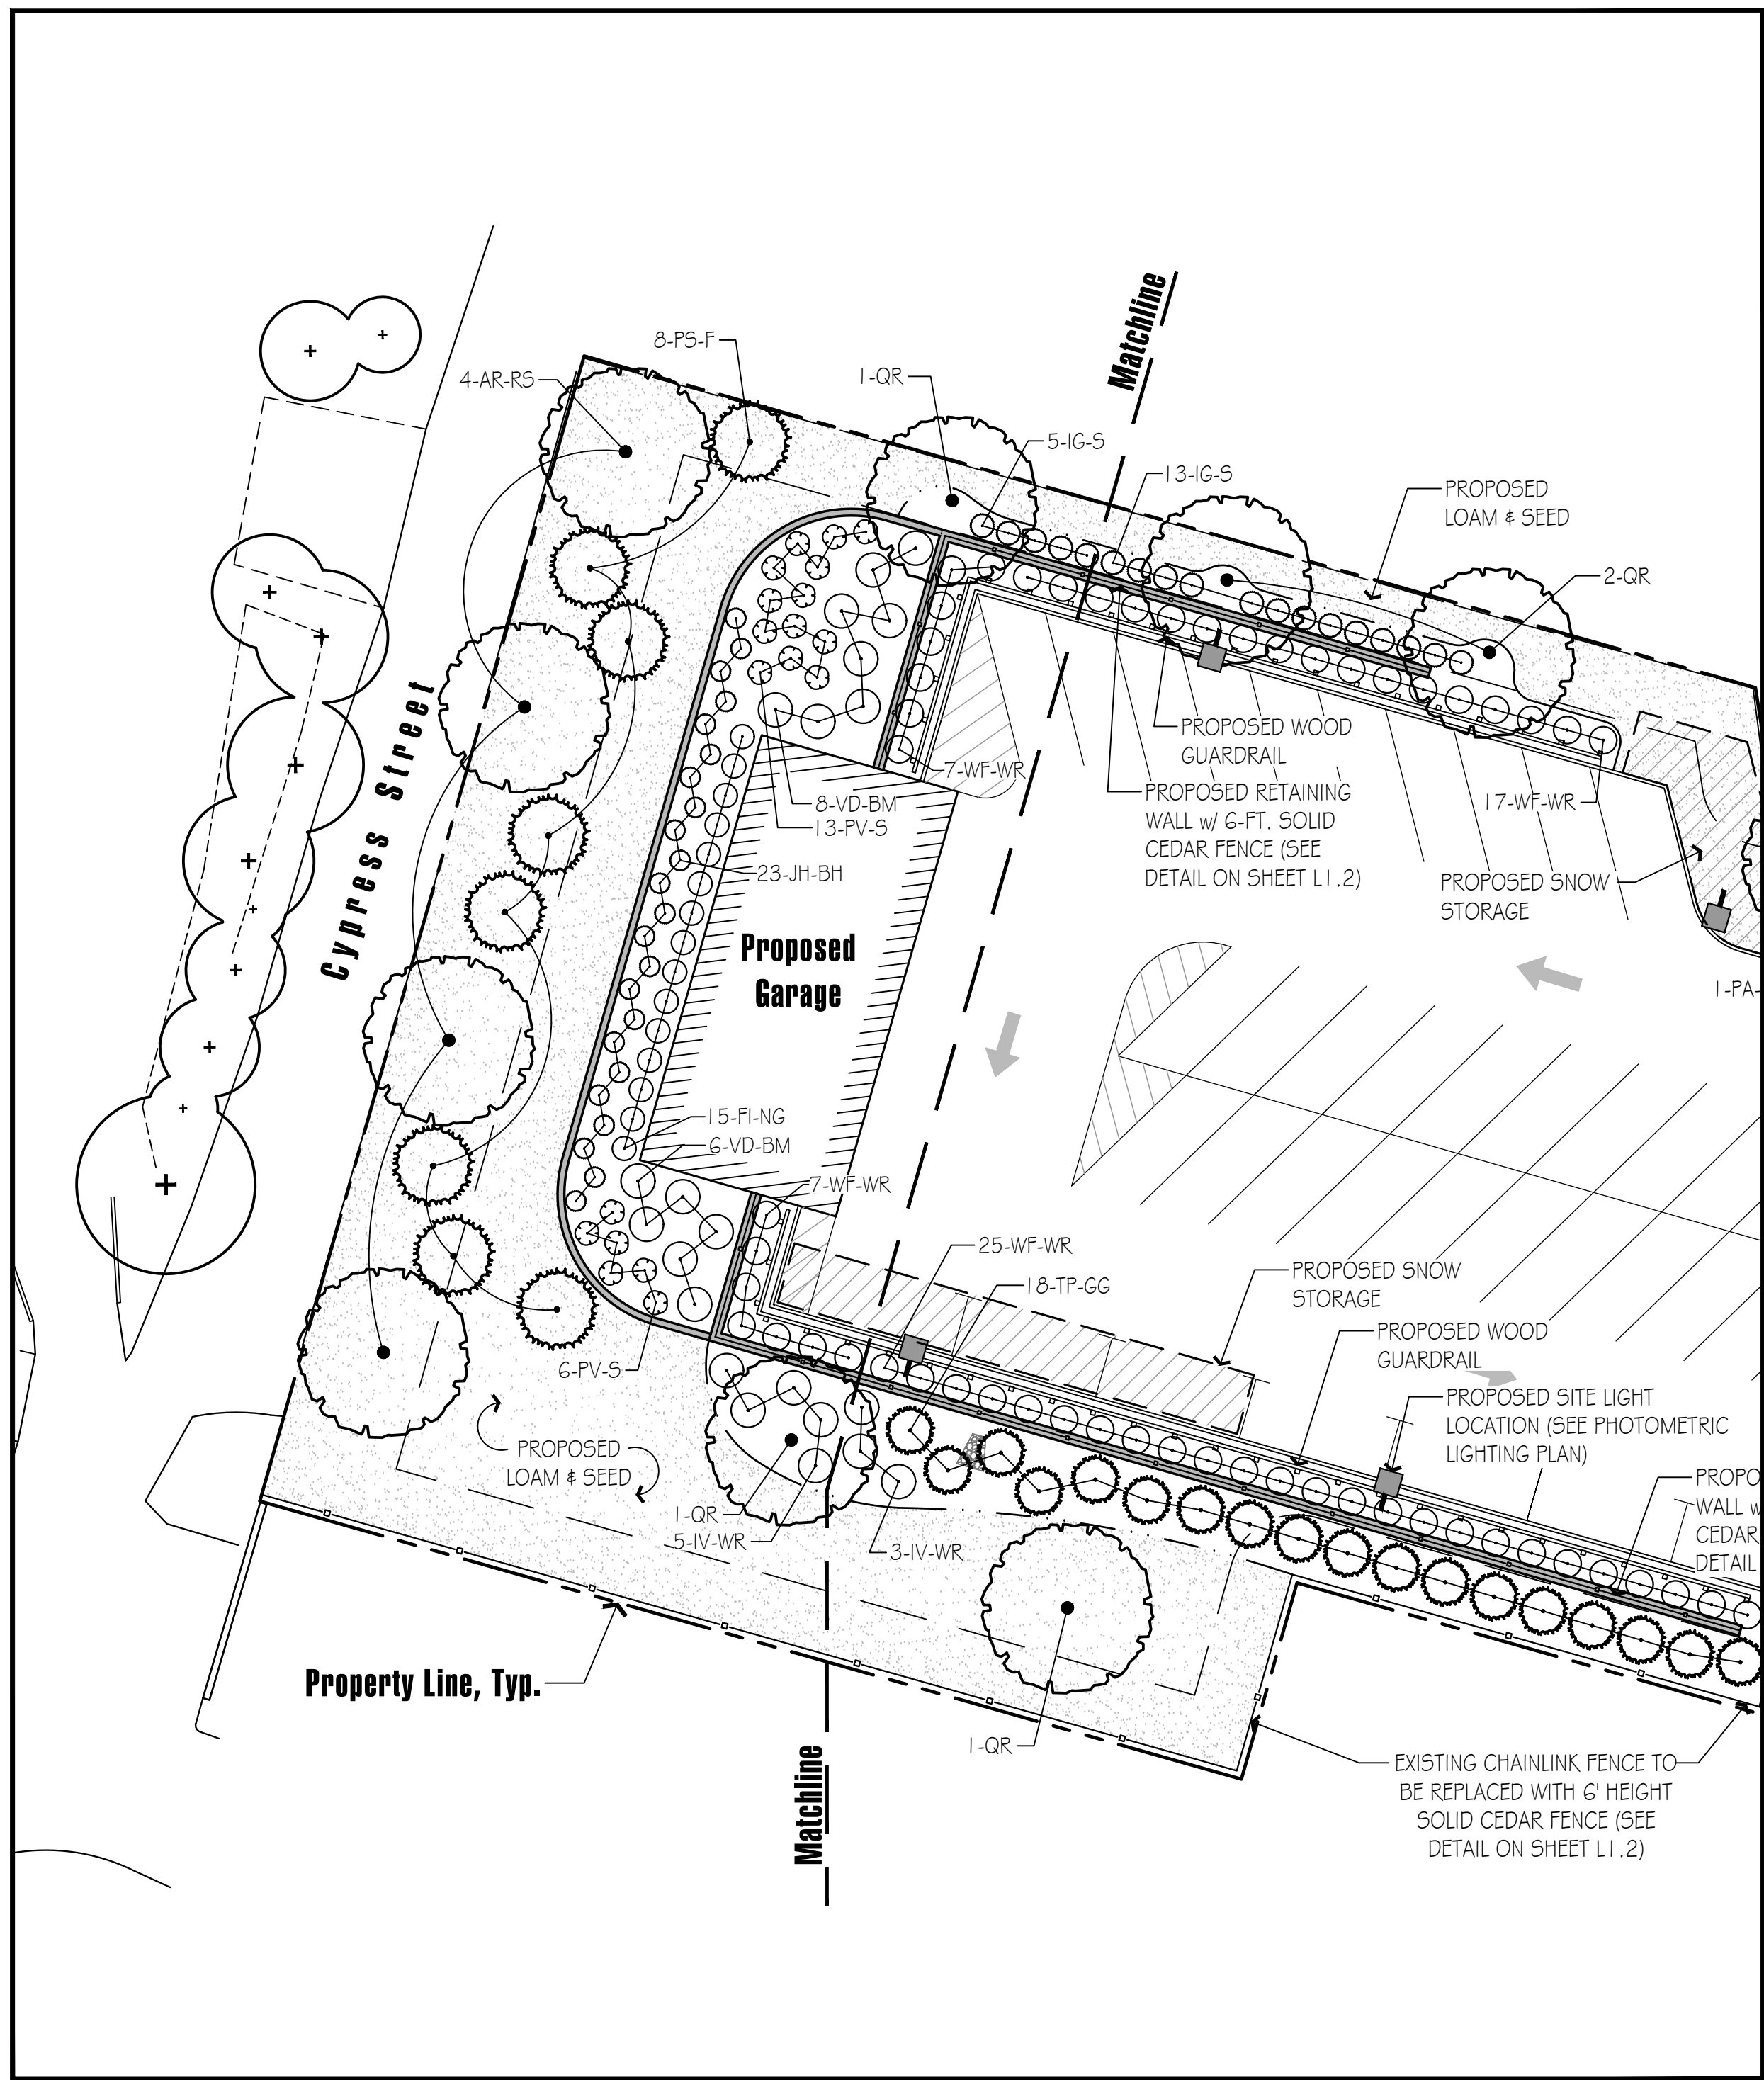 Matchline
8-PS-F
4-AR-RS
1-QR
5-IG-S
13-IG-S
PROPOSED
LOAM & SEED
2-QR
Cypress Street
7-WF-WR
PROPOSED WOOD
GUARDRAIL
8-VD-BM
13-PV-S
PROPOSED RETAINING
WALL w/ 6-FT. SOLID
CEDAR FENCE (SEE
DETAIL ON SHEET L1.2)
17-WF-WR
23-JH-BH
PROPOSED SNOW
STORAGE
Proposed
Garage
1-PA-
15-FI-NG
6-VD-BM
7-WF-WR
25-WF-WR
18-TP-GG
PROPOSED SNOW
STORAGE
PROPOSED WOOD
GUARDRAIL
6-PV-S
PROPOSED SITE LIGHT
LOCATION (SEE PHOTOMETRIC
LIGHTING PLAN)
PROPOSED
LOAM & SEED
PROPO
WALL w
CEDAR
DETAIL
1-QR
5-IV-WR
3-IV-WR
Property Line, Typ.
1-QR
Matchline
EXISTING CHAINLINK FENCE TO
BE REPLACED WITH 6' HEIGHT
SOLID CEDAR FENCE (SEE
DETAIL ON SHEET L1.2)